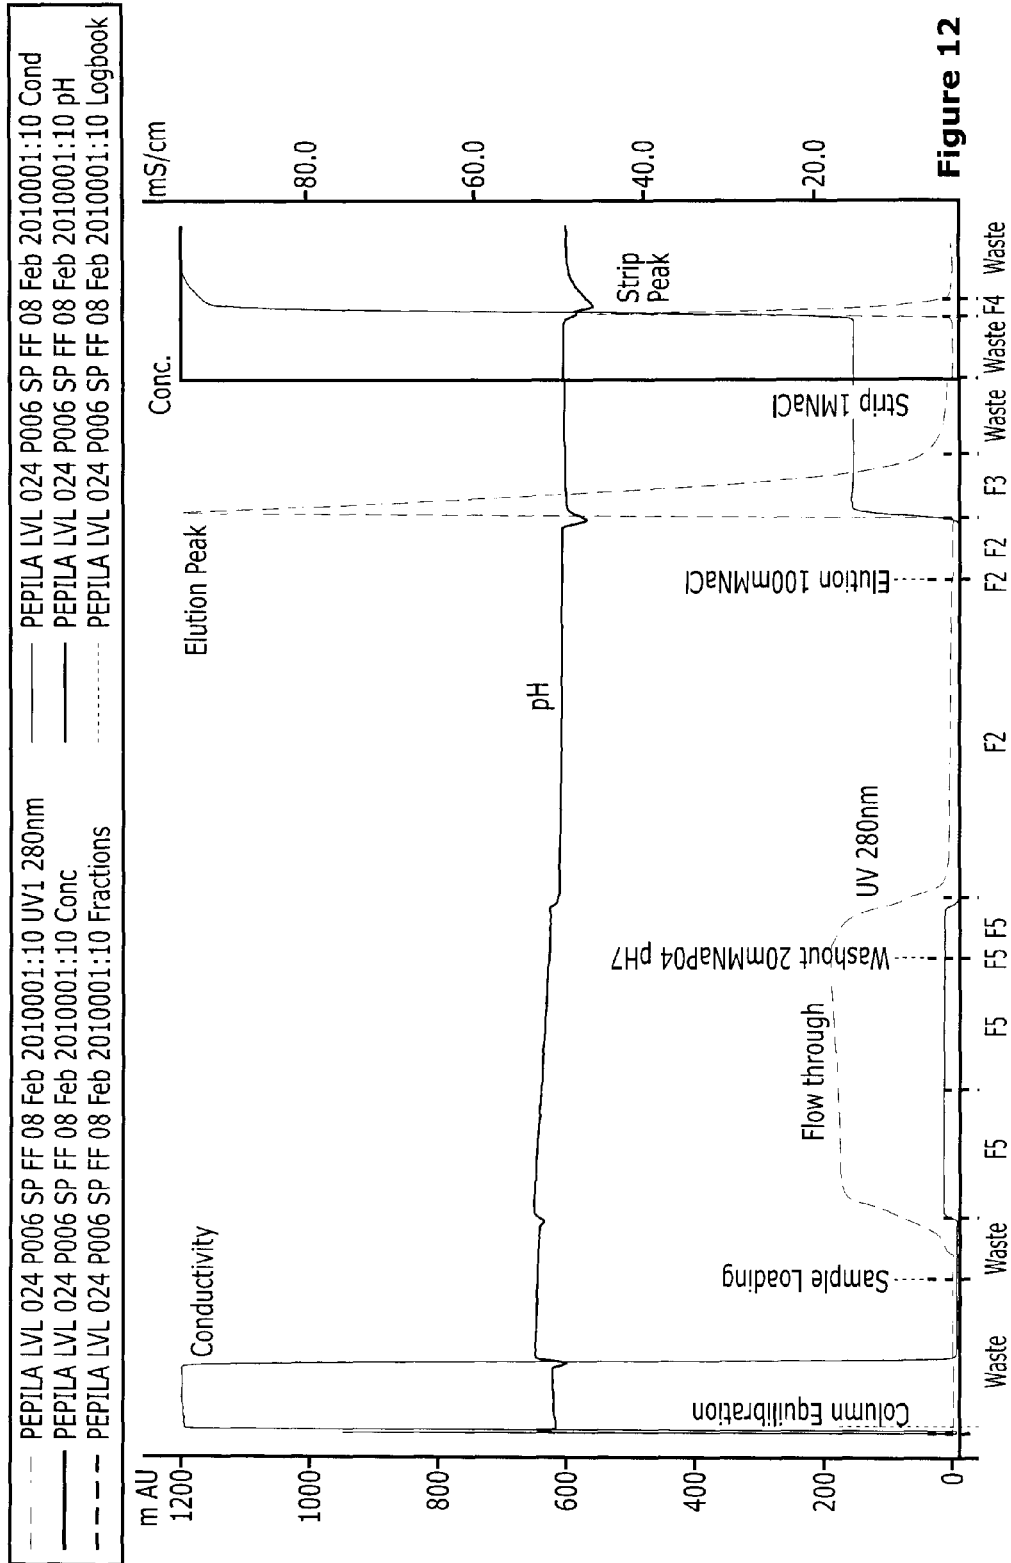 PEPILA LVL 024 P006 SP FF 08 Feb 2010001:10 UV1 280nm
PEPILA LVL 024 P006 SP FF 08 Feb 2010001:10 Cond
PEPILA LVL 024 P006 SP FF 08 Feb 2010001:10 Conc
PEPILA LVL 024 P006 SP FF 08 Feb 2010001:10 pH
PEPILA LVL 024 P006 SP FF 08 Feb 2010001:10 Fractions
PEPILA LVL 024 P006 SP FF 08 Feb 2010001:10 Logbook
m AU
1200
1000
800
600
400
200
0
mS/cm
80.0
60.0
40.0
20.0
Conductivity
Elution Peak
Conc.
pH
Strip
Peak
Flow through
UV 280nm
Column Equilibration
Sample Loading
Washout 20mMNaP04 pH7
Elution 100mMNaCl
Strip 1MNaCl
Waste
Waste
F5
F5
F5
F5
F2
F2
F2
F3
Waste
Waste
F4
Waste
Figure 12